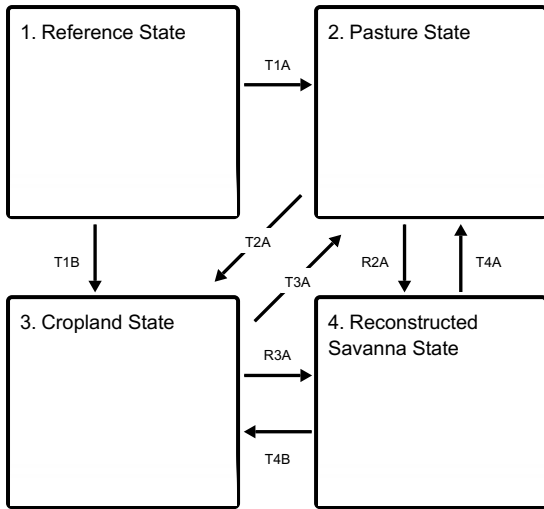 1. Reference State
2. Pasture State
T1A
T1B
T2A
T3A
R2A
T4A
3. Cropland State
4. Reconstructed
Savanna State
R3A
T4B